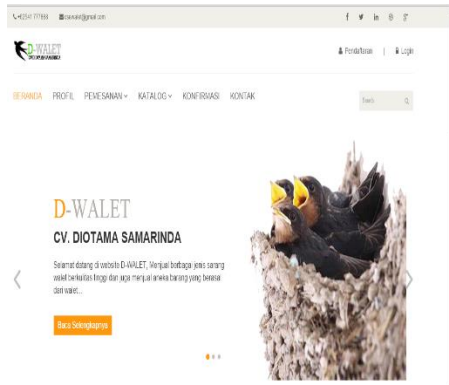 D-WALET
Pendaftaran | Login
BERANDA PROFIL PEMESANAN KATALOG KONFIRMASI KONTAK
Search
D-WALET
CV. DIOTAMA SAMARINDA
Selamat datang di website D-WALET, Menjual berbagai jenis sarang
walet berkualitas tinggi dan juga menjual aneka barang yang berasal
dari walet...
Baca Selengkapnya